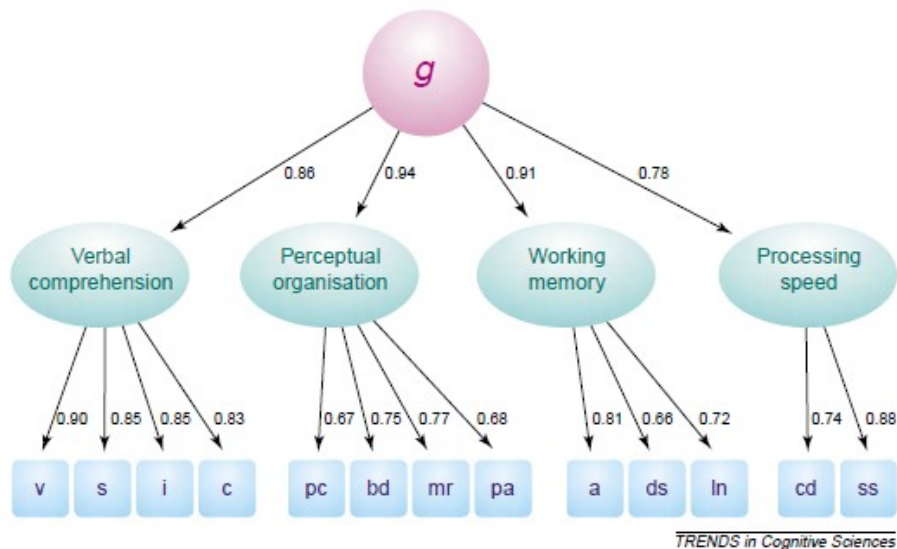 g
0.86 0.94 0.91 0.78
Verbal
comprehension
Perceptual
organisation
Working
memory
Processing
speed
0.90 0.85 0.85 0.83 0.67 0.75 0.77 0.68 0.81 0.66 0.72 0.74 0.88
v s i c pc bd mr pa a ds ln cd ss
TRENDS in Cognitive Sciences